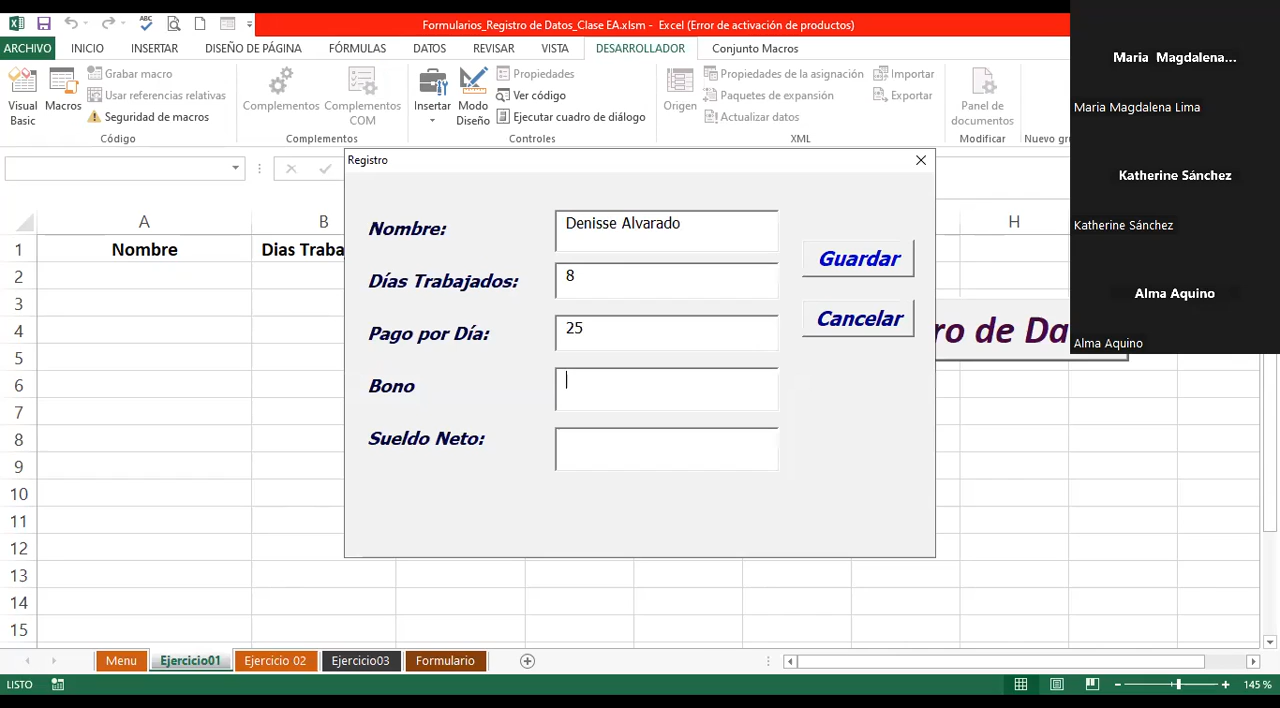 Formularios_Registro de Datos_Clase EA.xlsm - Excel (Error de activación de productos)
ARCHIVO INICIO INSERTAR DISEÑO DE PÁGINA FÓRMULAS DATOS REVISAR VISTA DESARROLLADOR Conjunto Macros
Visual Basic
Macros
Grabar macro
Usar referencias relativas
Seguridad de macros
Código
Complementos
Complementos COM
Complementos
Insertar
Modo Diseño
Propiedades
Ver código
Ejecutar cuadro de diálogo
Controles
Origen
Propiedades de la asignación
Paquetes de expansión
Actualizar datos
Importar
Exportar
XML
Panel de documentos
Modificar
Nuevo gr
Maria Magdalena...
Maria Magdalena Lima
Katherine Sánchez
Katherine Sánchez
Alma Aquino
Alma Aquino
A B H
1 Nombre Dias Traba
2
3
4
5
6
7
8
9
10
11
12
13
14
15
ro de Da
Registro
Nombre: Denisse Alvarado
Días Trabajados: 8
Pago por Día: 25
Bono
Sueldo Neto:
Guardar
Cancelar
Menu Ejercicio01 Ejercicio 02 Ejercicio03 Formulario
LISTO
145 %